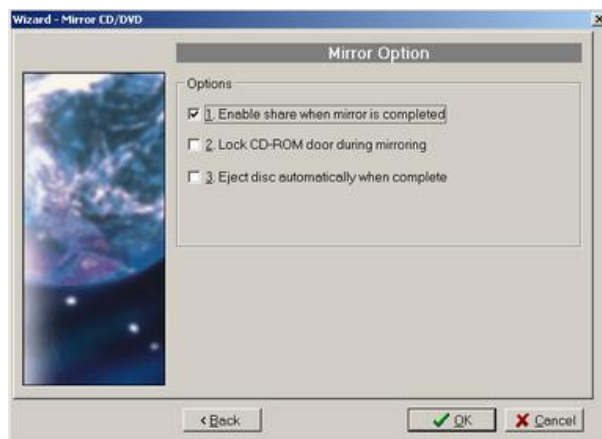 Wizard - Mirror CD/DVD
Mirror Option
Options
1. Enable share when mirror is completed
2. Lock CD-ROM door during mirroring
3. Eject disc automatically when complete
< Back
OK
Cancel